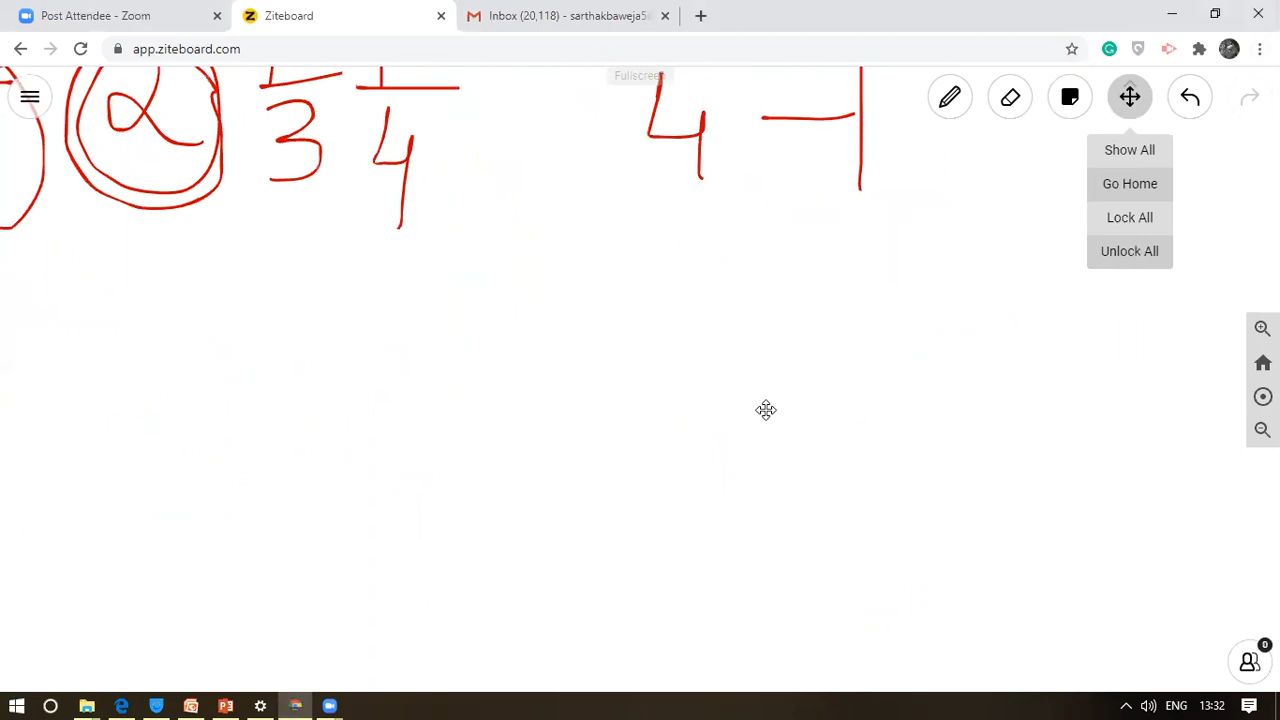 Post Attendee - Zoom
Ziteboard
Inbox (20,118) - sarthakbaweja5
app.ziteboard.com
Fullscreen
α
3
4
4 -
Show All
Go Home
Lock All
Unlock All
0
ENG
13:32